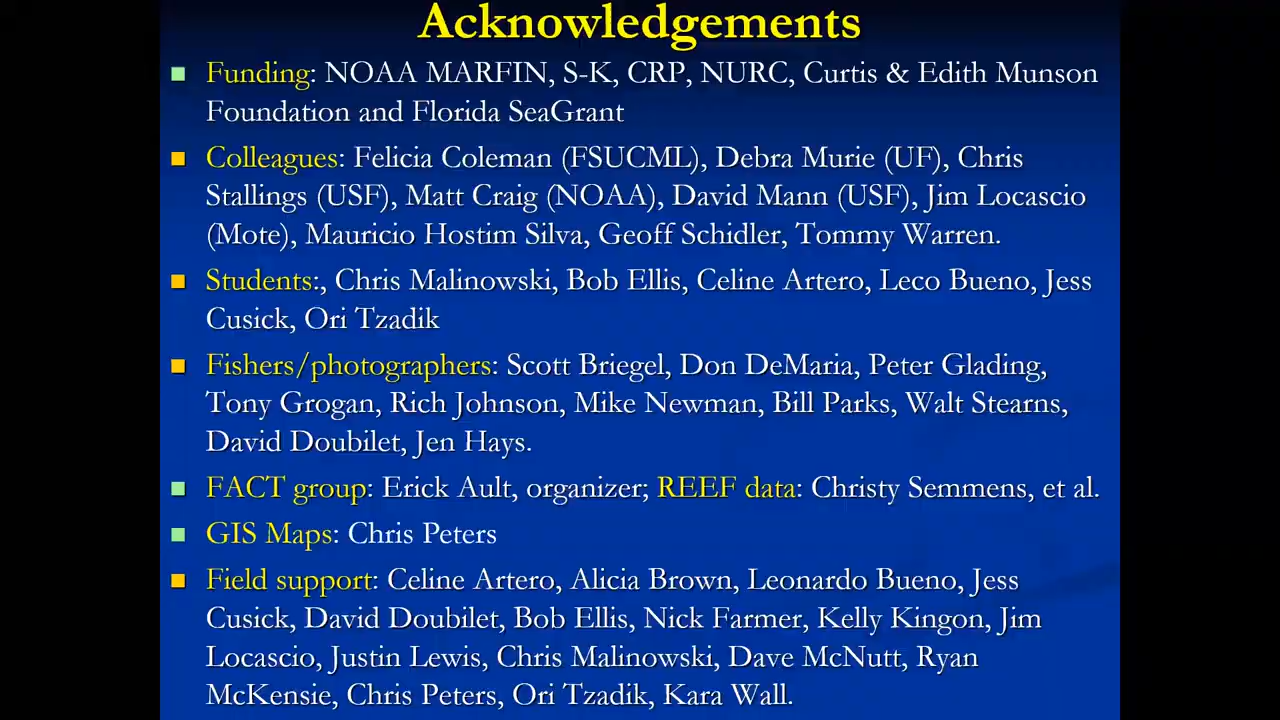 Acknowledgements
Funding: NOAA MARFIN, S-K, CRP, NURC, Curtis & Edith Munson
Foundation and Florida SeaGrant
Colleagues: Felicia Coleman (FSUCML), Debra Murie (UF), Chris
Stallings (USF), Matt Craig (NOAA), David Mann (USF), Jim Locascio
(Mote), Mauricio Hostim Silva, Geoff Schidler, Tommy Warren.
Students:, Chris Malinowski, Bob Ellis, Celine Artero, Leco Bueno, Jess
Cusick, Ori Tzadik
Fishers/photographers: Scott Briegel, Don DeMaria, Peter Glading,
Tony Grogan, Rich Johnson, Mike Newman, Bill Parks, Walt Stearns,
David Doubilet, Jen Hays.
FACT group: Erick Ault, organizer; REEF data: Christy Semmens, et al.
GIS Maps: Chris Peters
Field support: Celine Artero, Alicia Brown, Leonardo Bueno, Jess
Cusick, David Doubilet, Bob Ellis, Nick Farmer, Kelly Kingon, Jim
Locascio, Justin Lewis, Chris Malinowski, Dave McNutt, Ryan
McKensie, Chris Peters, Ori Tzadik, Kara Wall.